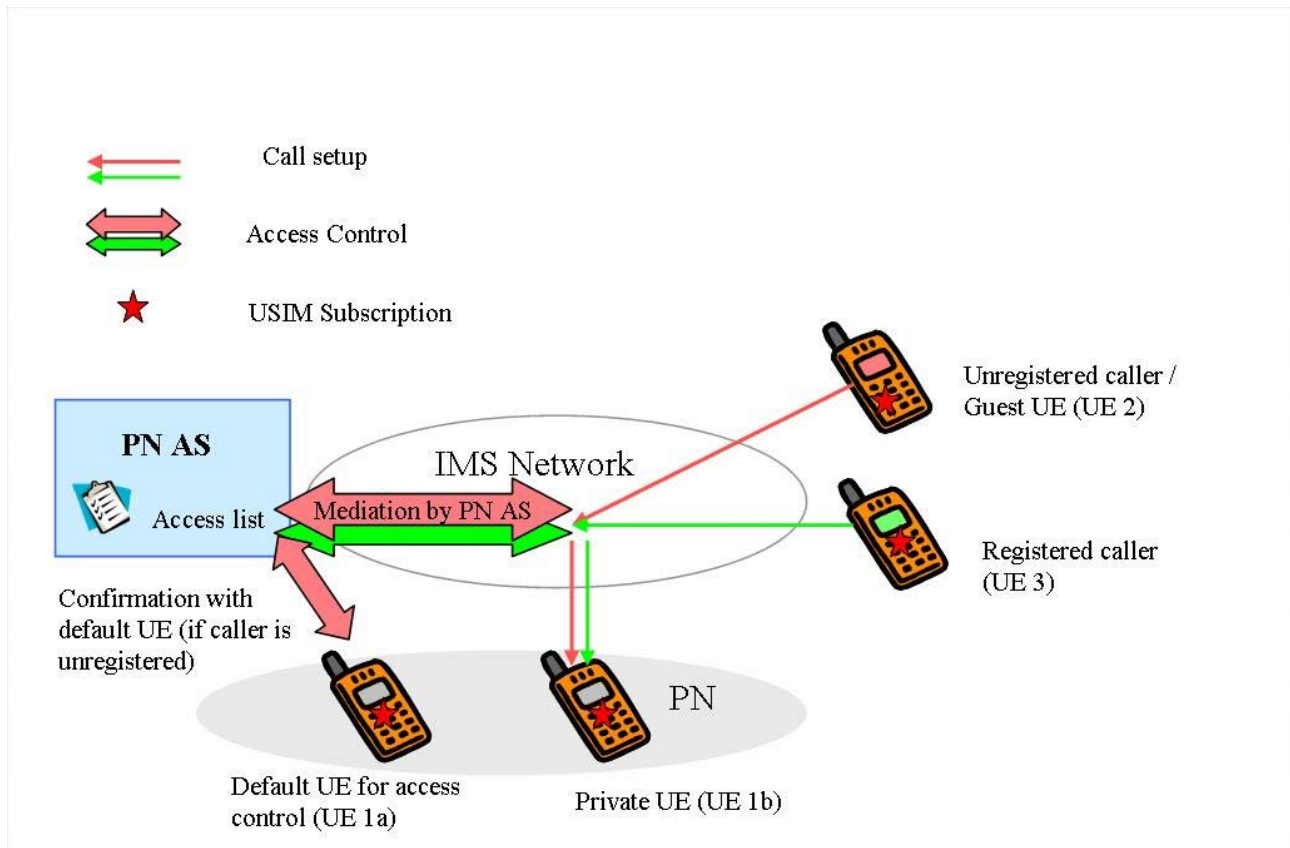 Call setup
Access Control
USIM Subscription
Unregistered caller /
Guest UE (UE 2)
PN AS
Access list
IMS Network
Mediation by PN AS
Registered caller
(UE 3)
Confirmation with
default UE (if caller is
unregistered)
PN
Default UE for access
control (UE 1a)
Private UE (UE 1b)